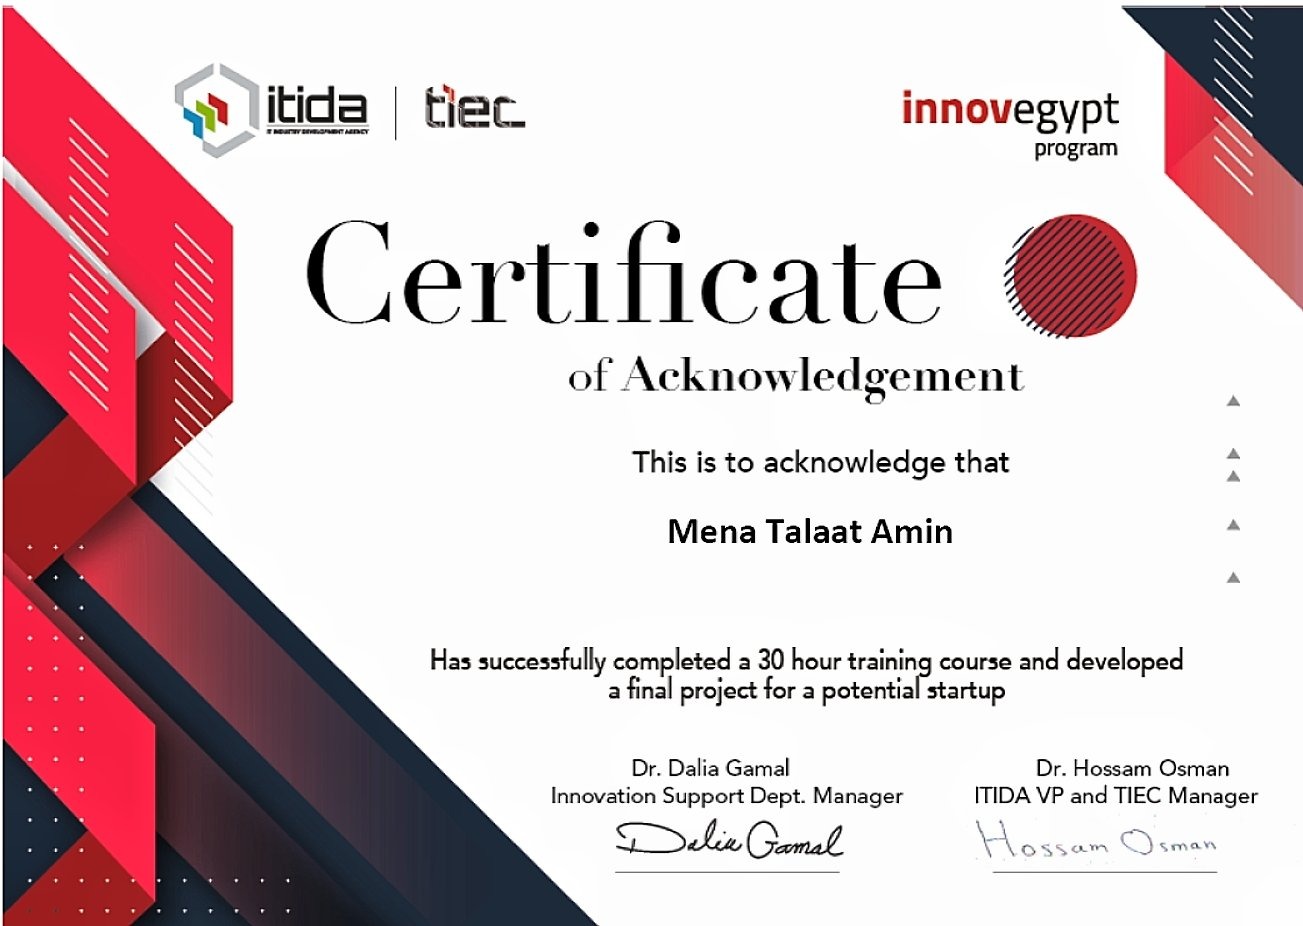 itida
IT INDUSTRY DEVELOPMENT AGENCY
tiec
innovegypt
program
Certificate
of Acknowledgement
This is to acknowledge that
Mena Talaat Amin
Has successfully completed a 30 hour training course and developed
a final project for a potential startup
Dr. Dalia Gamal
Innovation Support Dept. Manager
Dalia Gamal
Dr. Hossam Osman
ITIDA VP and TIEC Manager
Hossam Osman